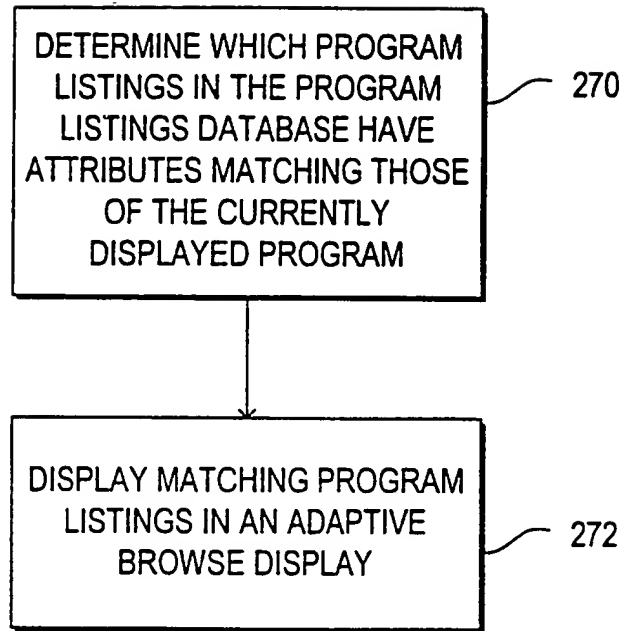 DETERMINE WHICH PROGRAM
LISTINGS IN THE PROGRAM
LISTINGS DATABASE HAVE
ATTRIBUTES MATCHING THOSE
OF THE CURRENTLY
DISPLAYED PROGRAM
270
DISPLAY MATCHING PROGRAM
LISTINGS IN AN ADAPTIVE
BROWSE DISPLAY
272